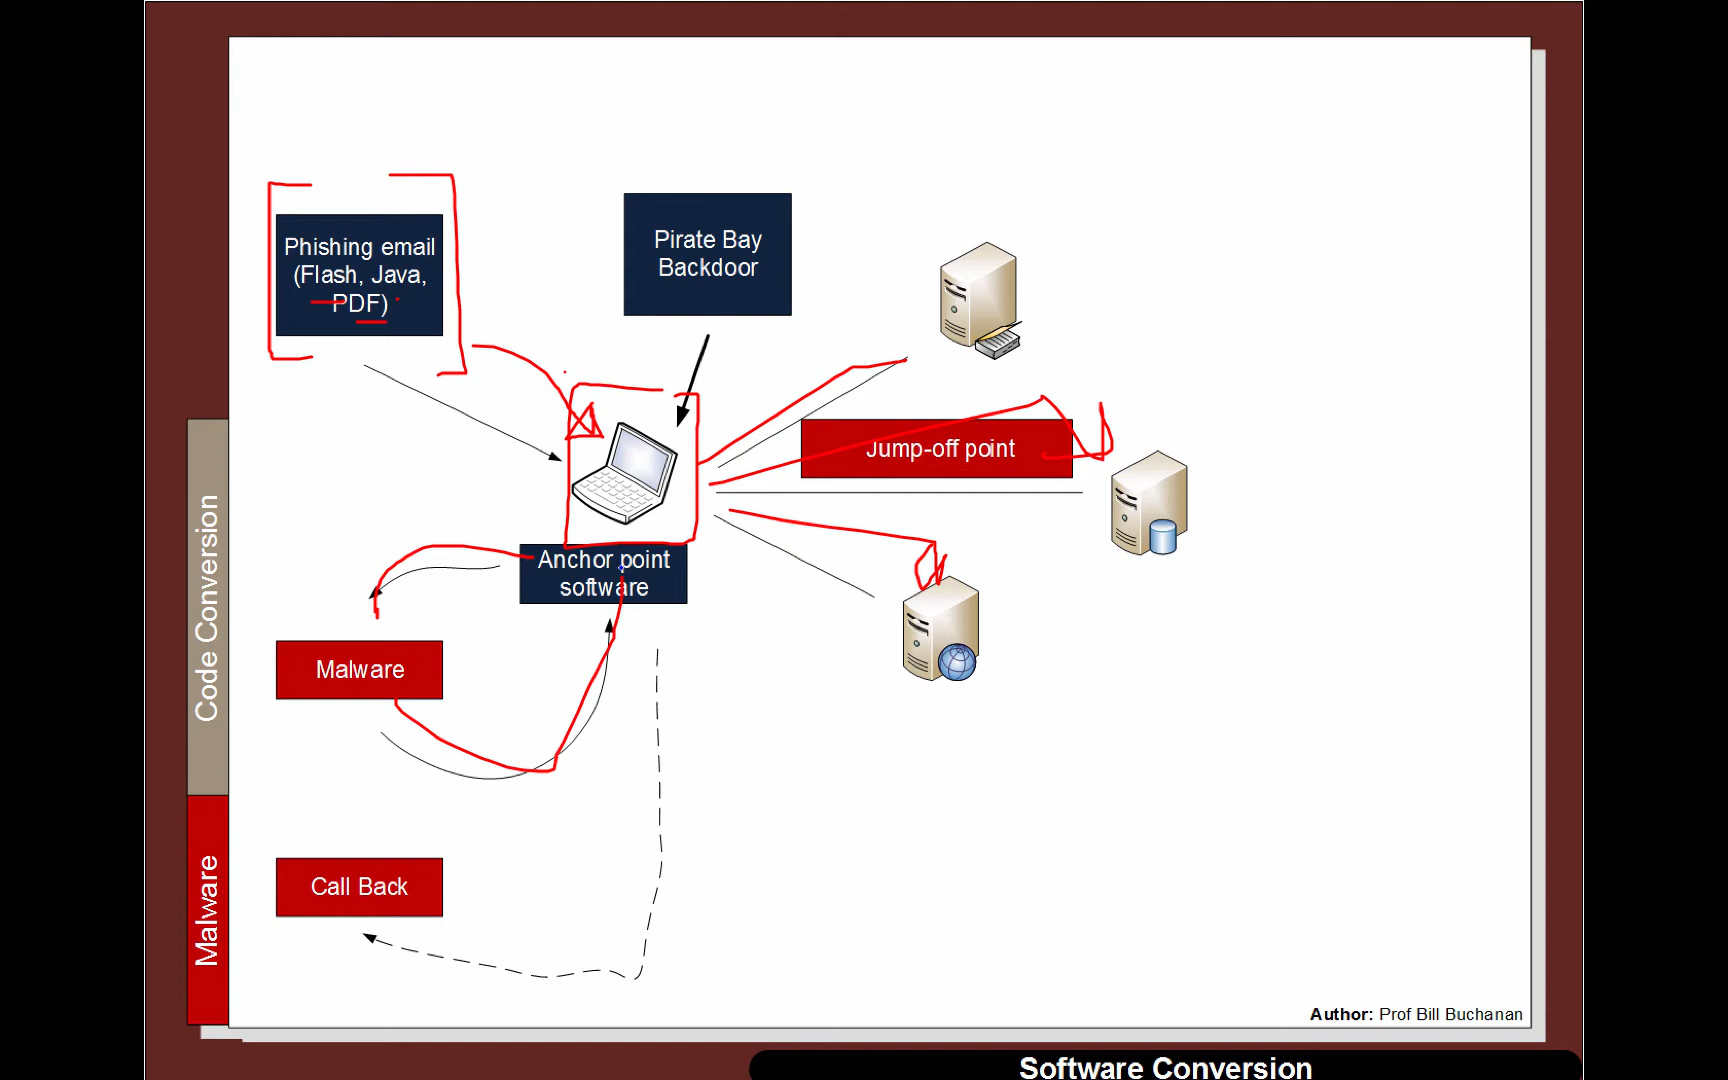 Phishing email
(Flash, Java,
PDF)
Pirate Bay
Backdoor
Jump-off point
Anchor point
software
Malware
Call Back
Code Conversion
Malware
Author: Prof Bill Buchanan
Software Conversion